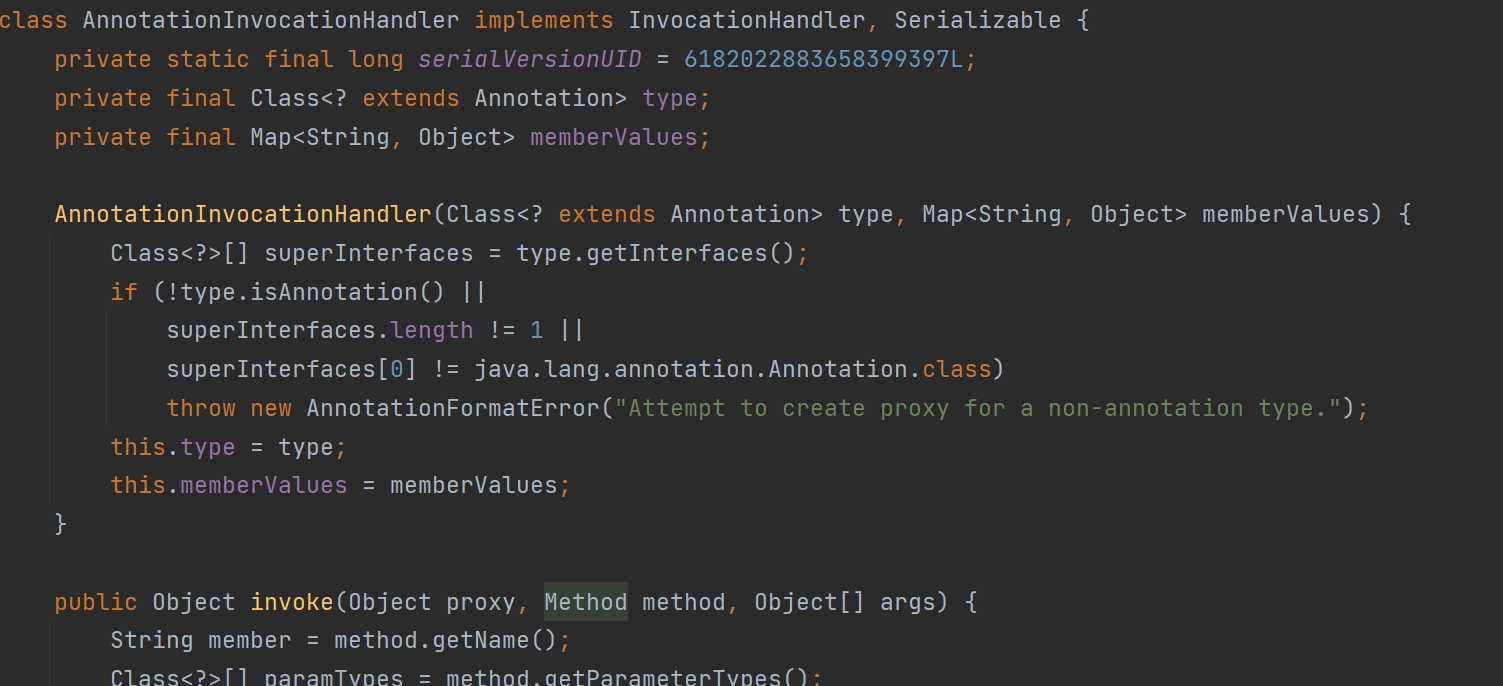 class AnnotationInvocationHandler implements InvocationHandler, Serializable {
    private static final long serialVersionUID = 6182022883658399397L;
    private final Class<? extends Annotation> type;
    private final Map<String, Object> memberValues;

    AnnotationInvocationHandler(Class<? extends Annotation> type, Map<String, Object> memberValues) {
        Class<?>[] superInterfaces = type.getInterfaces();
        if (!type.isAnnotation() ||
            superInterfaces.length != 1 ||
            superInterfaces[0] != java.lang.annotation.Annotation.class)
            throw new AnnotationFormatError("Attempt to create proxy for a non-annotation type.");
        this.type = type;
        this.memberValues = memberValues;
    }

    public Object invoke(Object proxy, Method method, Object[] args) {
        String member = method.getName();
        Class<?>[] paramTypes = method.getParameterTypes();